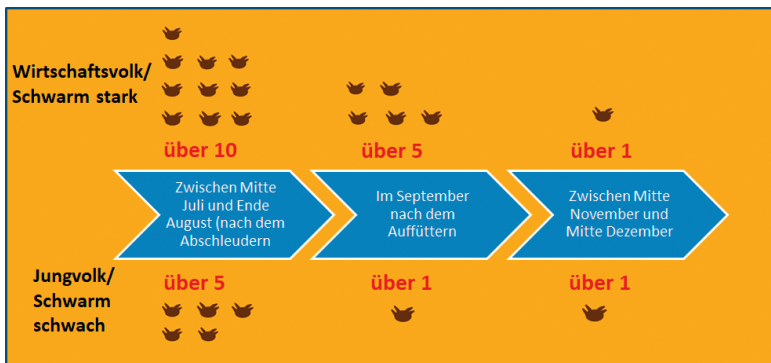 Wirtschaftsvolk/
Schwarm stark
über 10
über 5
über 1
Zwischen Mitte
Juli und Ende
August (nach dem
Abschleudern
Im September
nach dem
Auffüttern
Zwischen Mitte
November und
Mitte Dezember
Jungvolk/
Schwarm
schwach
über 5
über 1
über 1